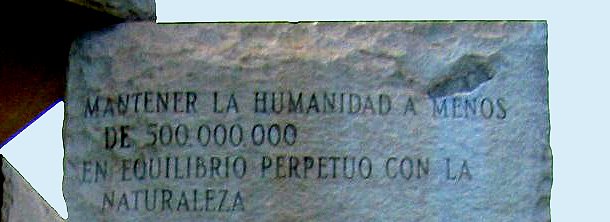 MANTENER LA HUMANIDAD A MENOS
DE 500.000.000
EN EQUILIBRIO PERPETUO CON LA
NATURALEZA